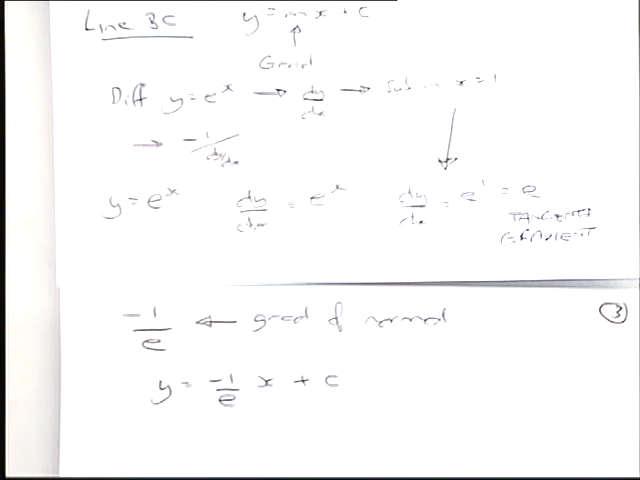 Line BC y = mx + c
↑
Grad
Diff y = e^x → dy/dx → Sub in x = 1
→ -1/dy/dx
y = e^x dy/dx = e^x dy/dx = e^1 = e
TANGENT
GRADIENT
-1/e ← grad of normal ③
y = -1/e x + c